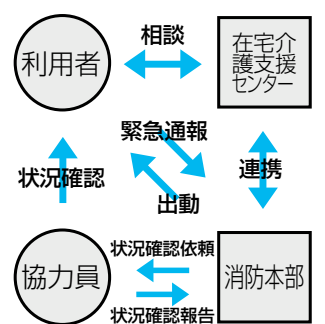 利用者
相談
在宅介
護支援
センター
緊急通報
状況確認
出動
連携
協力員
状況確認依頼
状況確認報告
消防本部